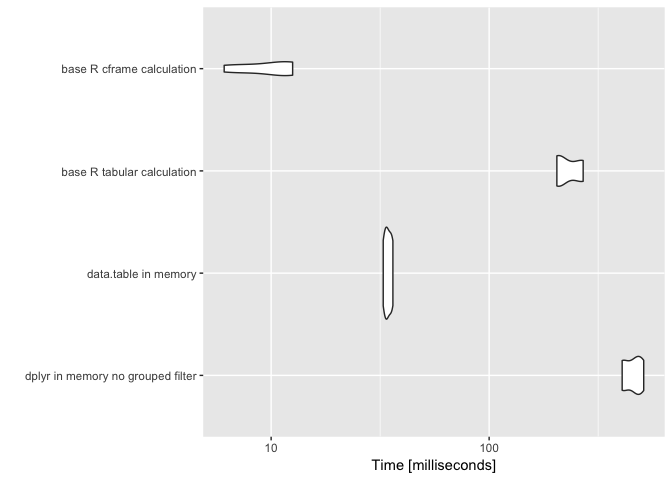 base R cframe calculation
base R tabular calculation
data.table in memory
dplyr in memory no grouped filter
10
100
Time [milliseconds]